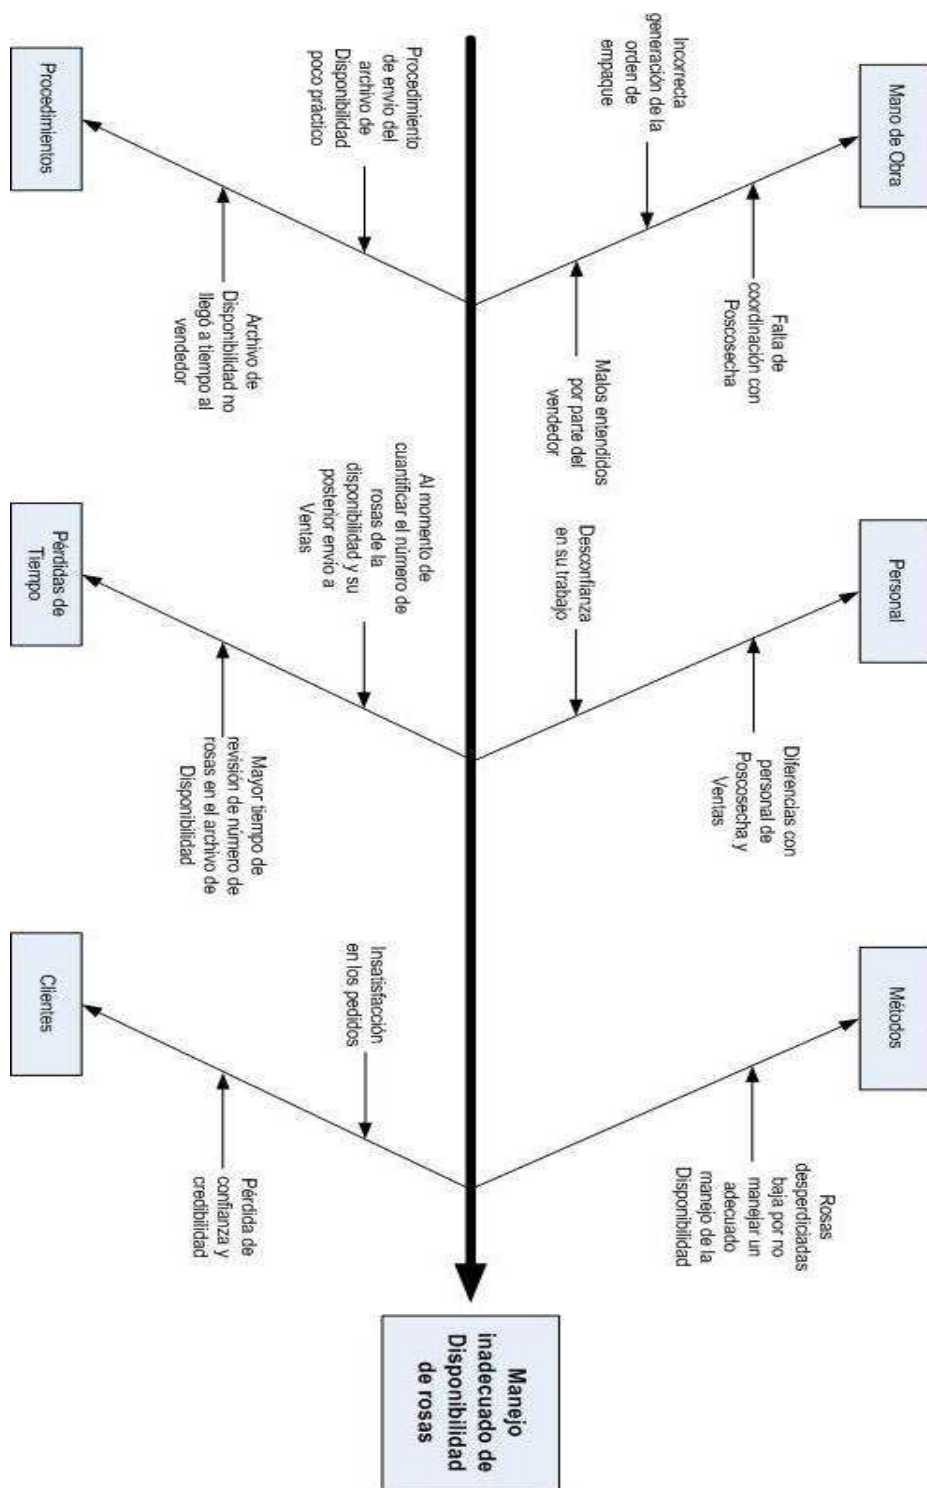 Mano de Obra
Personal
Métodos
Falta de
coordinación con
Poscosecha
Incorrecta
generación de la
orden de
empaque
Malos entendidos
por parte del
vendedor
Diferencias con
personal de
Poscosecha y
Ventas
Desconfianza
en su trabajo
Rosas
desperdiciadas
baja por no
manejar un
adecuado
manejo de la
Disponibilidad
Manejo
inadecuado de
Disponibilidad
de rosas
Procedimiento
de envio del
archivo de
Disponibilidad
poco práctico
Archivo de
Disponibilidad no
llegó a tiempo al
vendedor
Al momento de
cuantificar el número de
rosas de la
disponibilidad y su
posterior envío a
Ventas
Mayor tiempo de
revisión de número de
rosas en el archivo de
Disponibilidad
Insatisfacción
en los pedidos
Pérdida de
confianza y
credibilidad
Procedimientos
Pérdidas de
Tiempo
Clientes